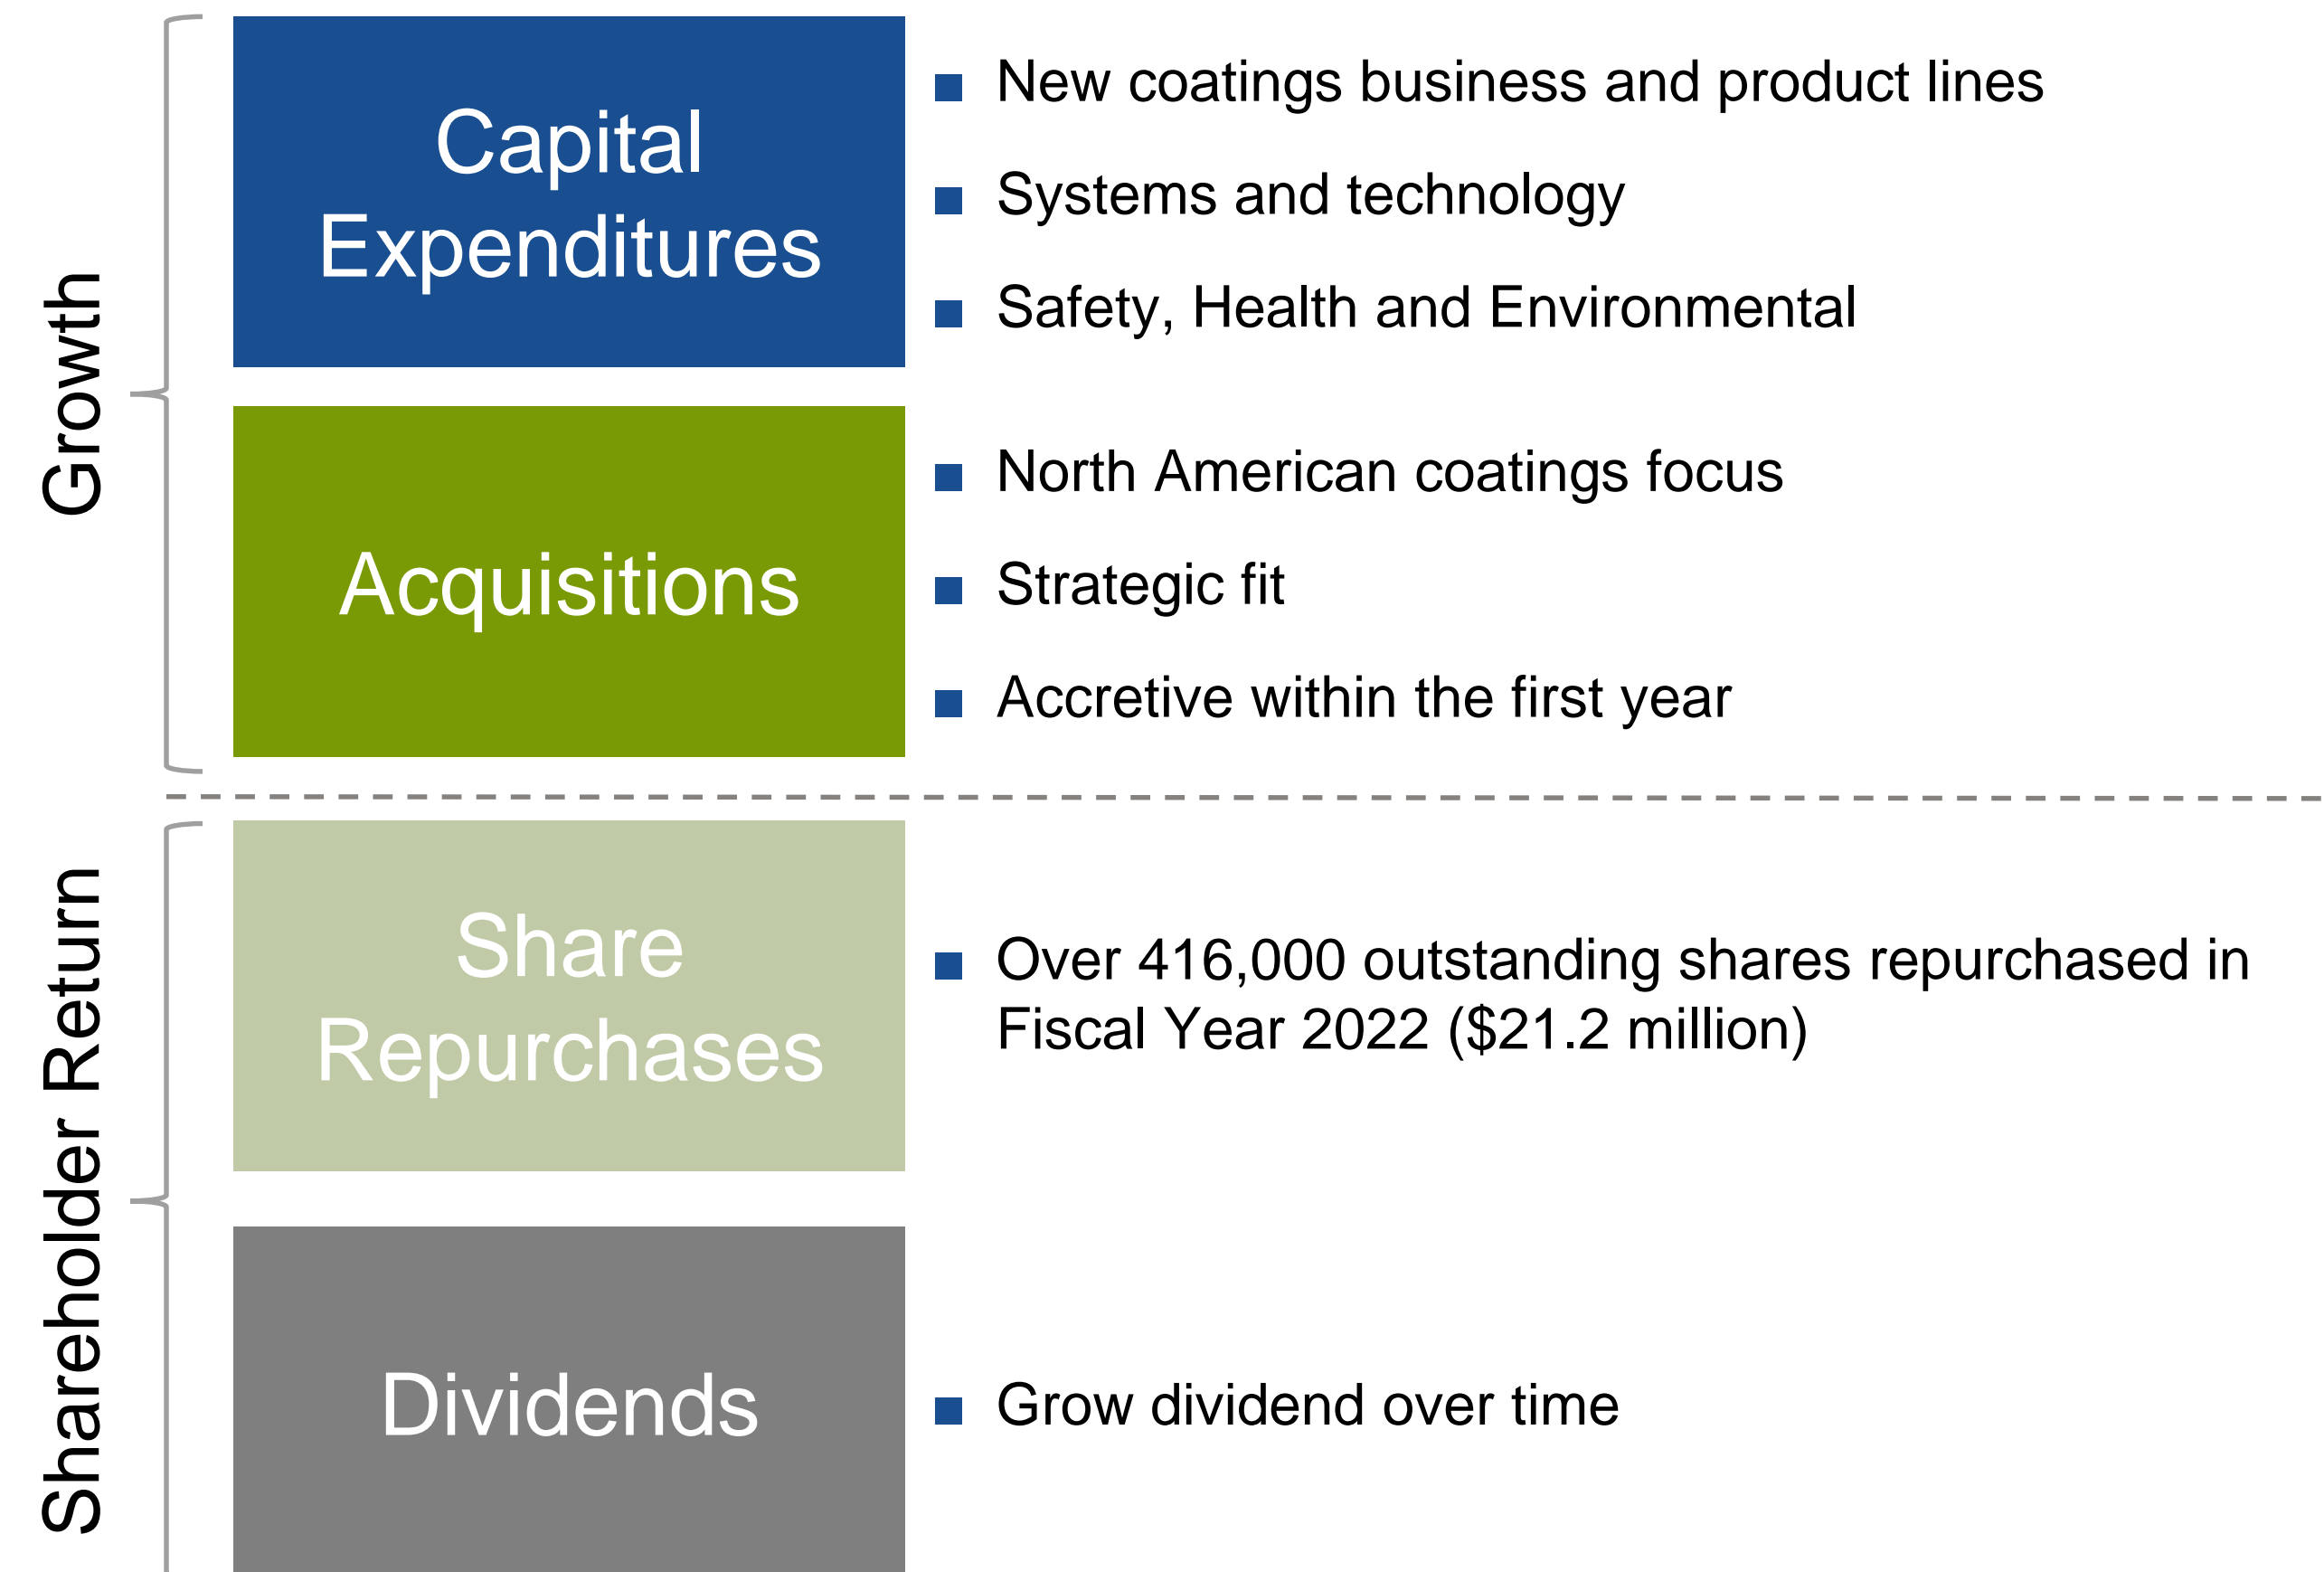 Growth
Capital
Expenditures
New coatings business and product lines
Systems and technology
Safety, Health and Environmental
Acquisitions
North American coatings focus
Strategic fit
Accretive within the first year
Shareholder Return
Share
Repurchases
Over 416,000 outstanding shares repurchased in
Fiscal Year 2022 ($21.2 million)
Dividends
Grow dividend over time